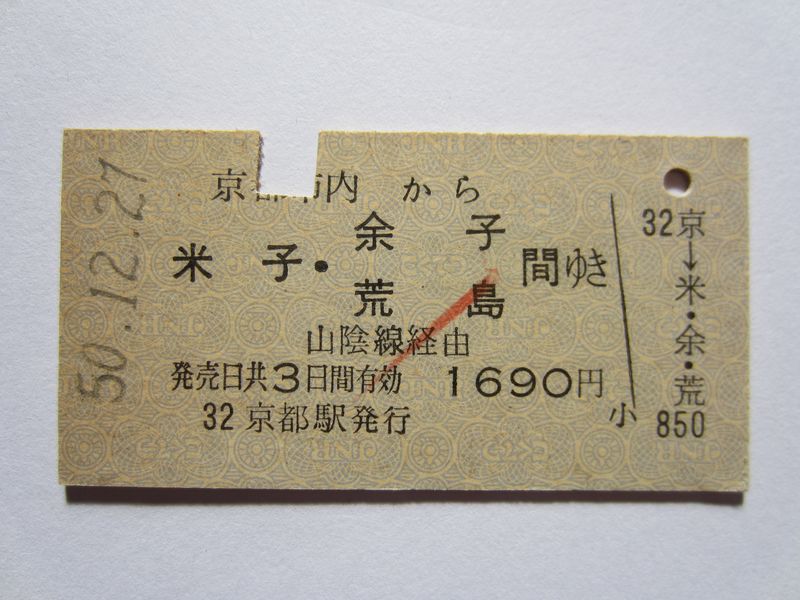 50.12.27
京都市内 から
米子・余子 間ゆき
荒島
山陰線経由
発売日共3日間有効 1690円
32 京都駅発行
小
32京→米・余・荒
850